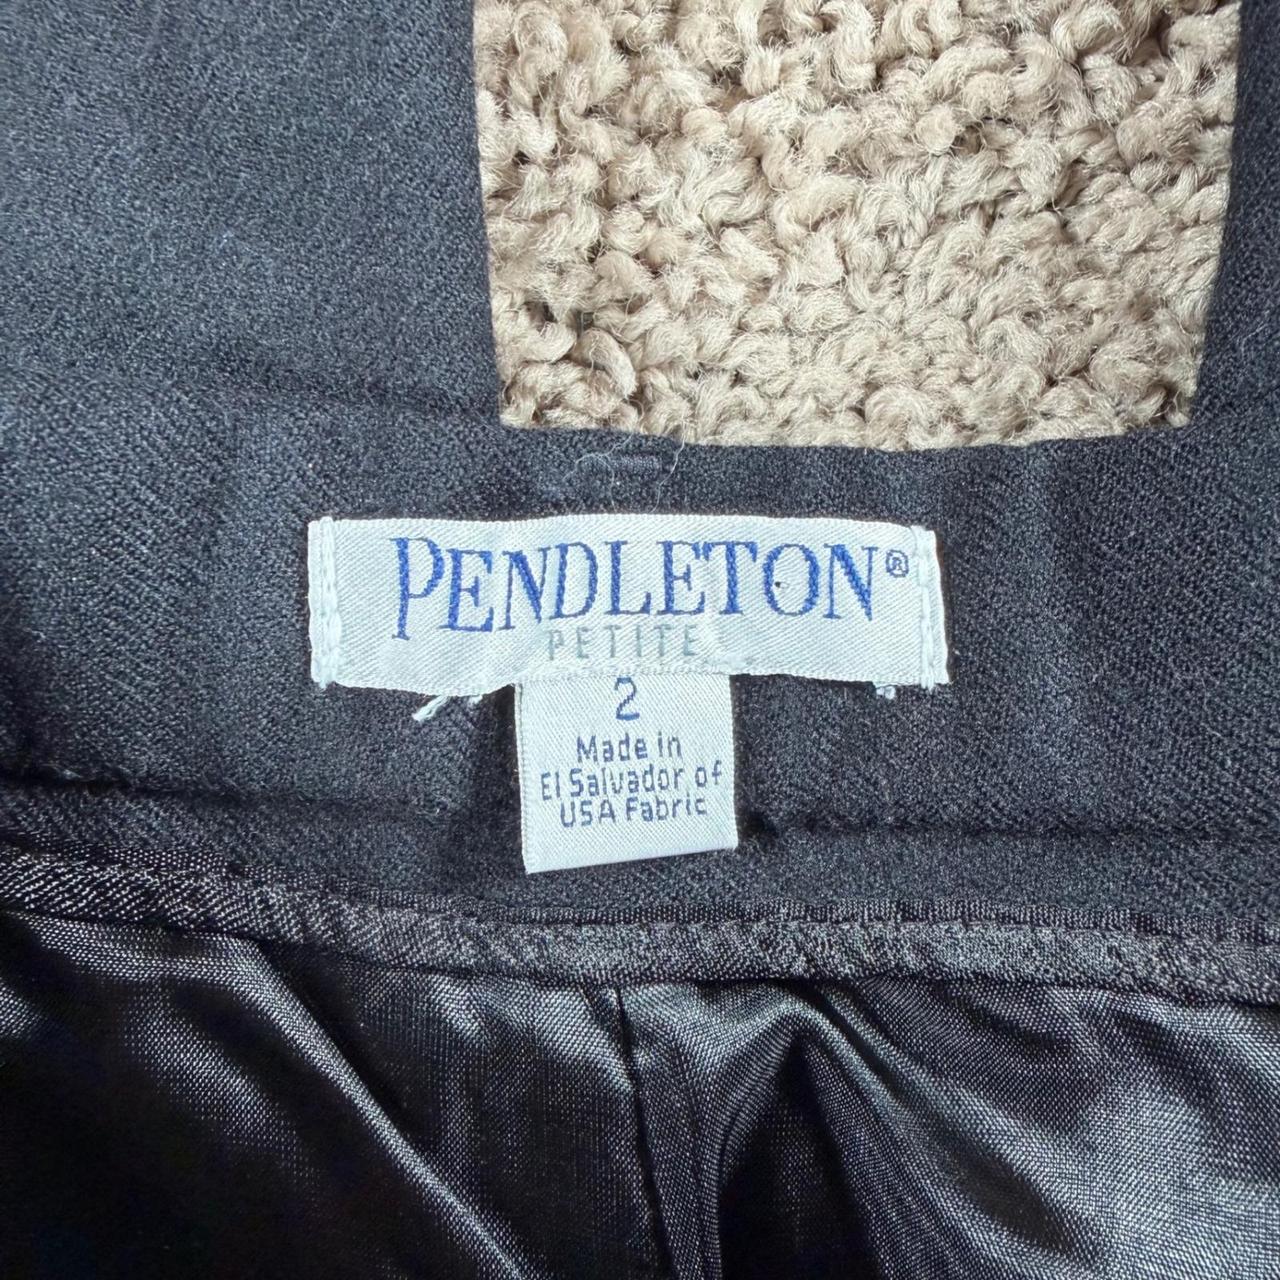 PENDLETON®
PETITE
2
Made in
El Salvador of
USA Fabric